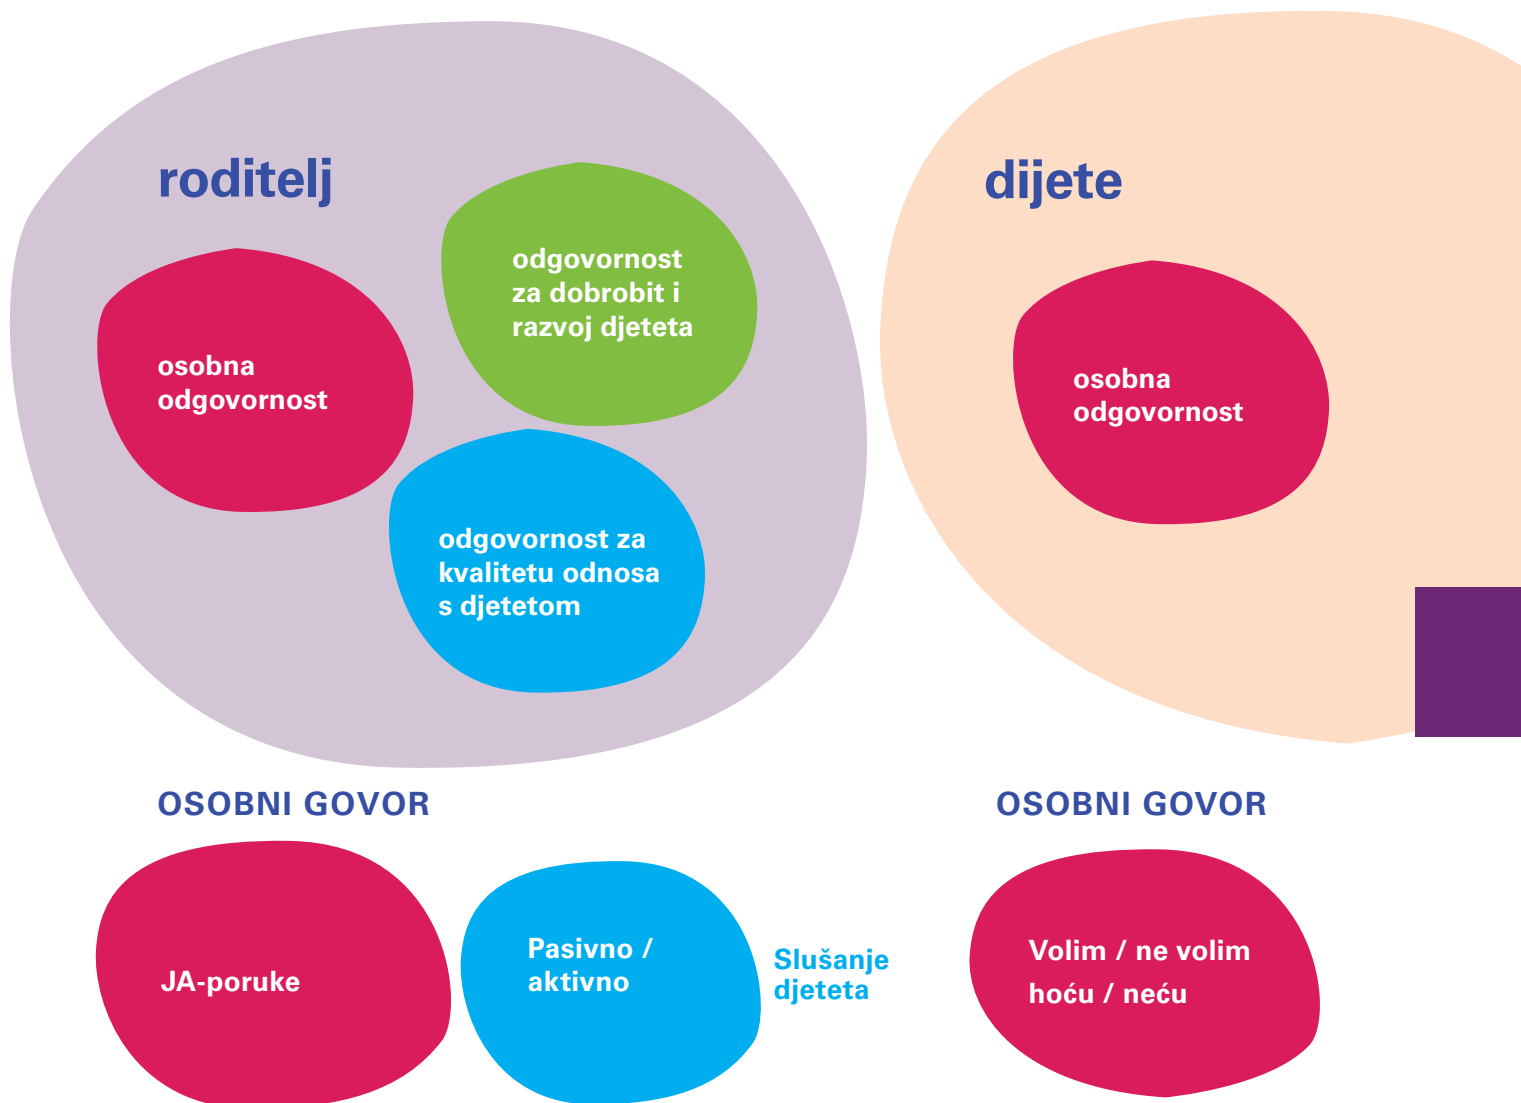 roditelj
osobna
odgovornost
odgovornost
za dobrobit i
razvoj djeteta
odgovornost za
kvalitetu odnosa
s djetetom
dijete
osobna
odgovornost
OSOBNI GOVOR
JA-poruke
Pasivno /
aktivno
Slušanje
djeteta
OSOBNI GOVOR
Volim / ne volim
hoću / neću